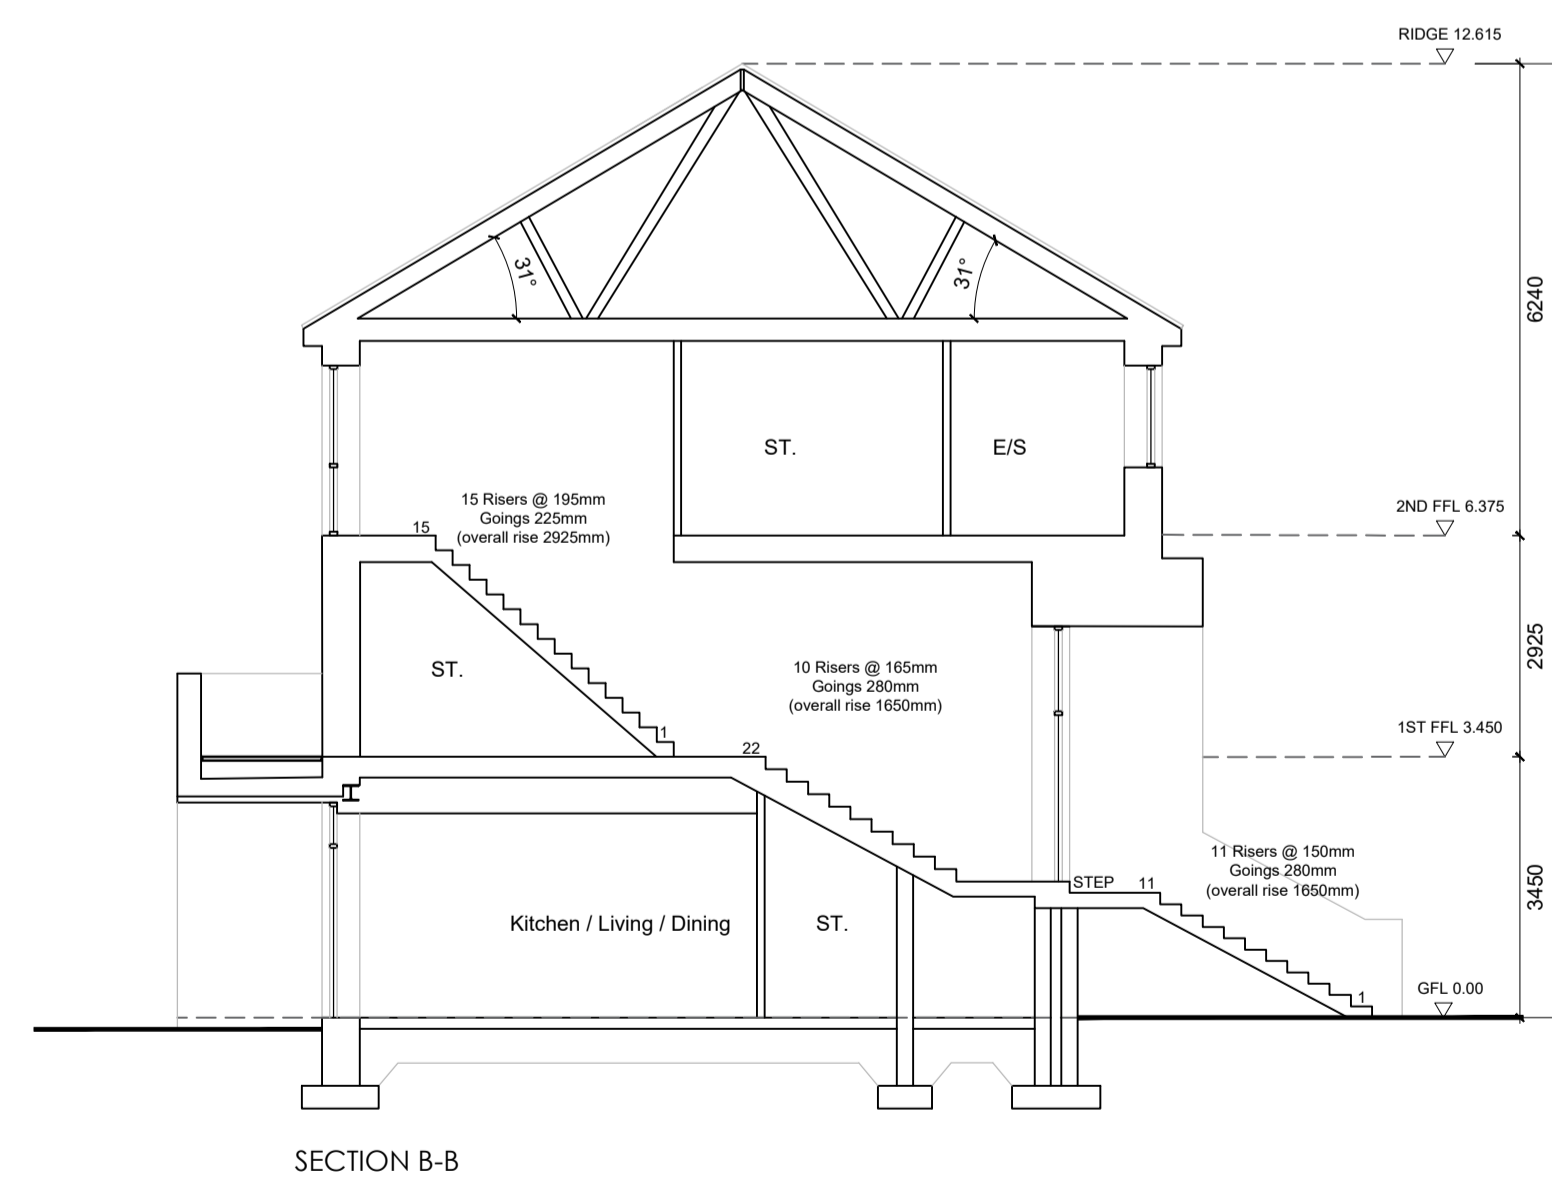 RIDGE 12.615
31°
31°
6240
ST.
E/S
15 Risers @ 195mm
Goings 225mm
(overall rise 2925mm)
15
2ND FFL 6.375
ST.
10 Risers @ 165mm
Goings 280mm
(overall rise 1650mm)
2925
1
22
1ST FFL 3.450
11 Risers @ 150mm
Goings 280mm
(overall rise 1650mm)
STEP
11
3450
Kitchen / Living / Dining
ST.
1
GFL 0.00
SECTION B-B